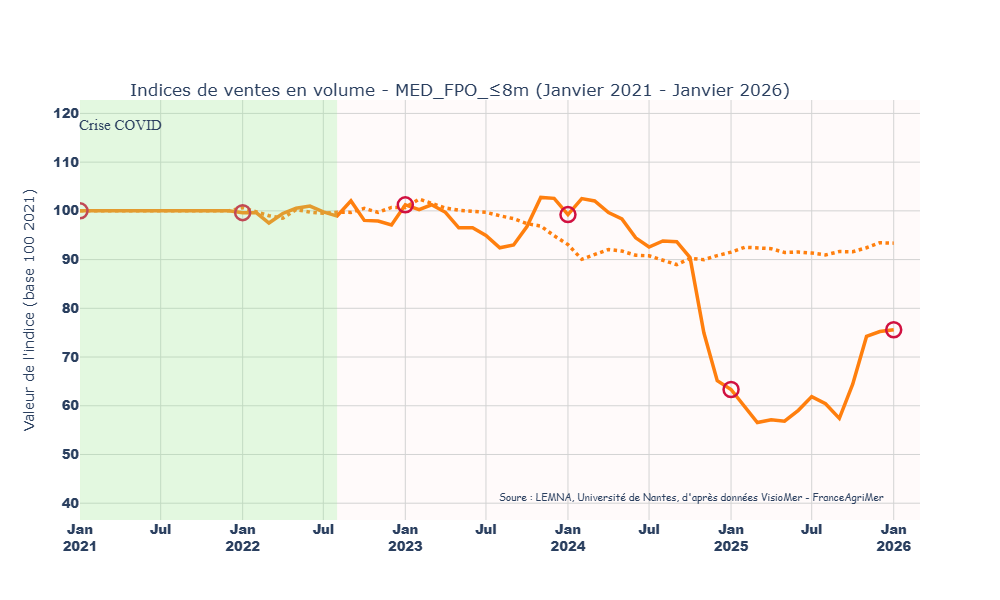 Indices de ventes en volume - MED_FPO_≤8m (Janvier 2021 - Janvier 2026)
Crise COVID
Valeur de l'indice (base 100 2021)
120
110
100
90
80
70
60
50
40
Soure : LEMNA, Université de Nantes, d'après données VisioMer - FranceAgriMer
Jan Jul Jan Jul Jan Jul Jan Jul Jan Jul Jan
2021 2022 2023 2024 2025 2026